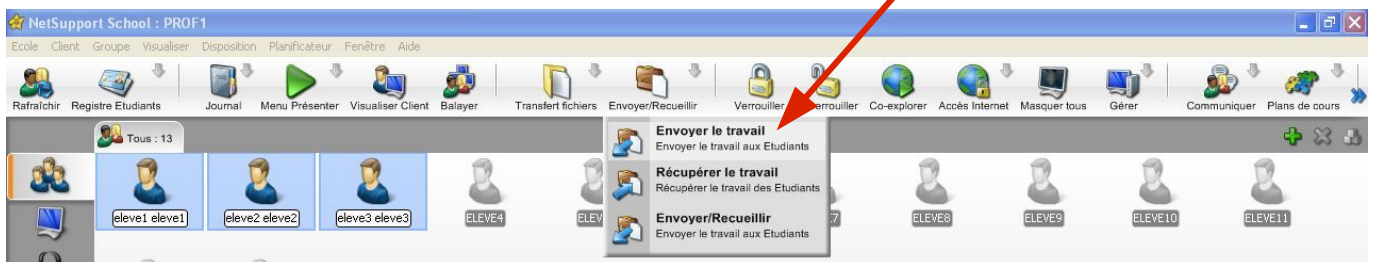 NetSupport School : PROF1
Ecole Client Groupe Visualiser Disposition Planificateur Fenêtre Aide
Rafraîchir Registre Etudiants Journal Menu Présenter Visualiser Client Balayer Transfert fichiers Envoyer/Recueillir Verrouiller Co-explorer Accès Internet Masquer tous Gérer Communiquer Plans de cours
Tous : 13
Envoyer le travail
Envoyer le travail aux Etudiants
Récupérer le travail
Récupérer le travail des Etudiants
Envoyer/Recueillir
Envoyer le travail aux Etudiants
eleve1 eleve1 eleve2 eleve2 eleve3 eleve3 ELEVE4 ELEVE8 ELEVE9 ELEVE10 ELEVE11